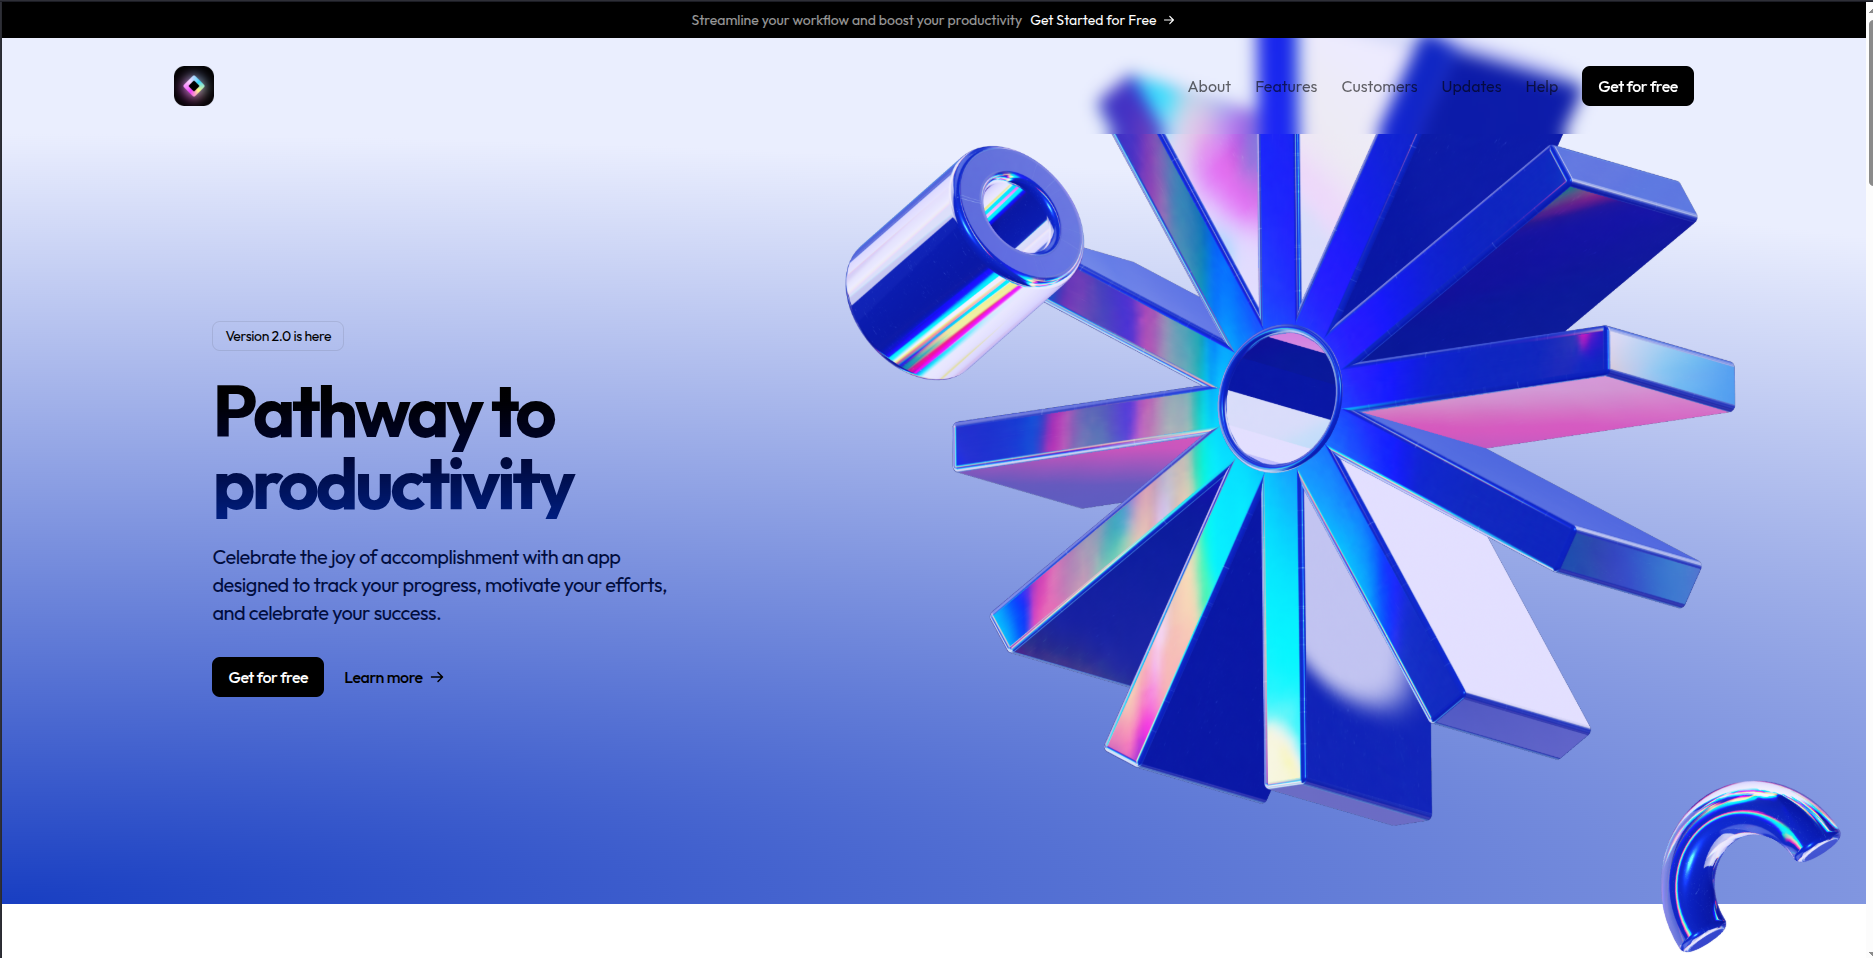 Streamline your workflow and boost your productivity Get Started for Free →
About Features Customers Updates Help Get for free
Version 2.0 is here
Pathway to
productivity
Celebrate the joy of accomplishment with an app
designed to track your progress, motivate your efforts,
and celebrate your success.
Get for free Learn more →